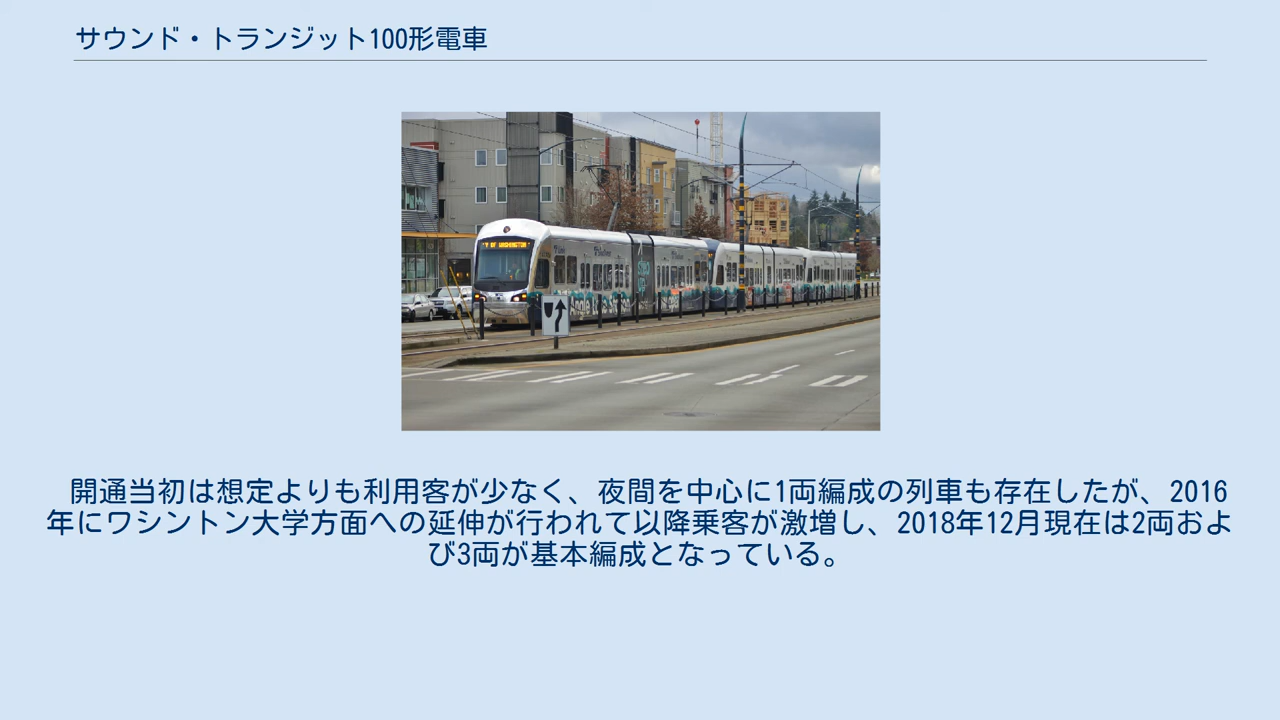 サウンド・トランジット100形電車
Y OF WASHINGTON
開通当初は想定よりも利用客が少なく、夜間を中心に1両編成の列車も存在したが、2016
年にワシントン大学方面への延伸が行われて以降乗客が激増し、2018年12月現在は2両およ
び3両が基本編成となっている。